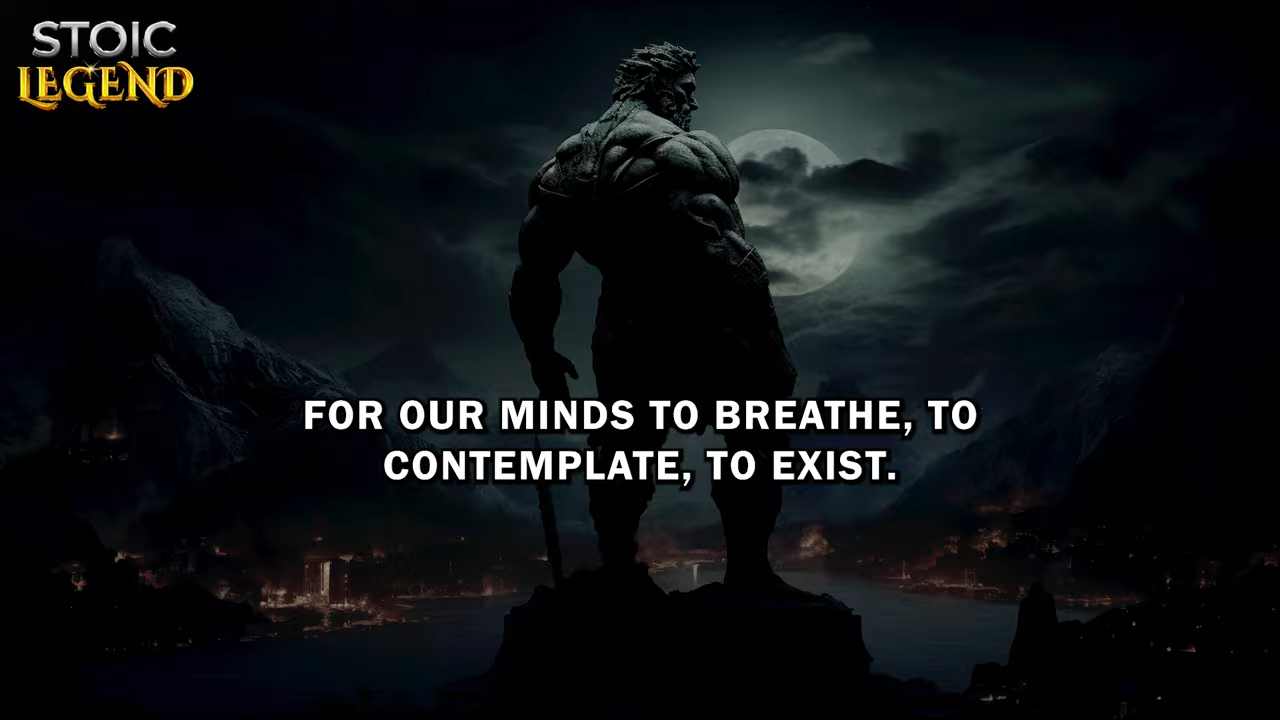 STOIC
LEGEND
FOR OUR MINDS TO BREATHE, TO
CONTEMPLATE, TO EXIST.